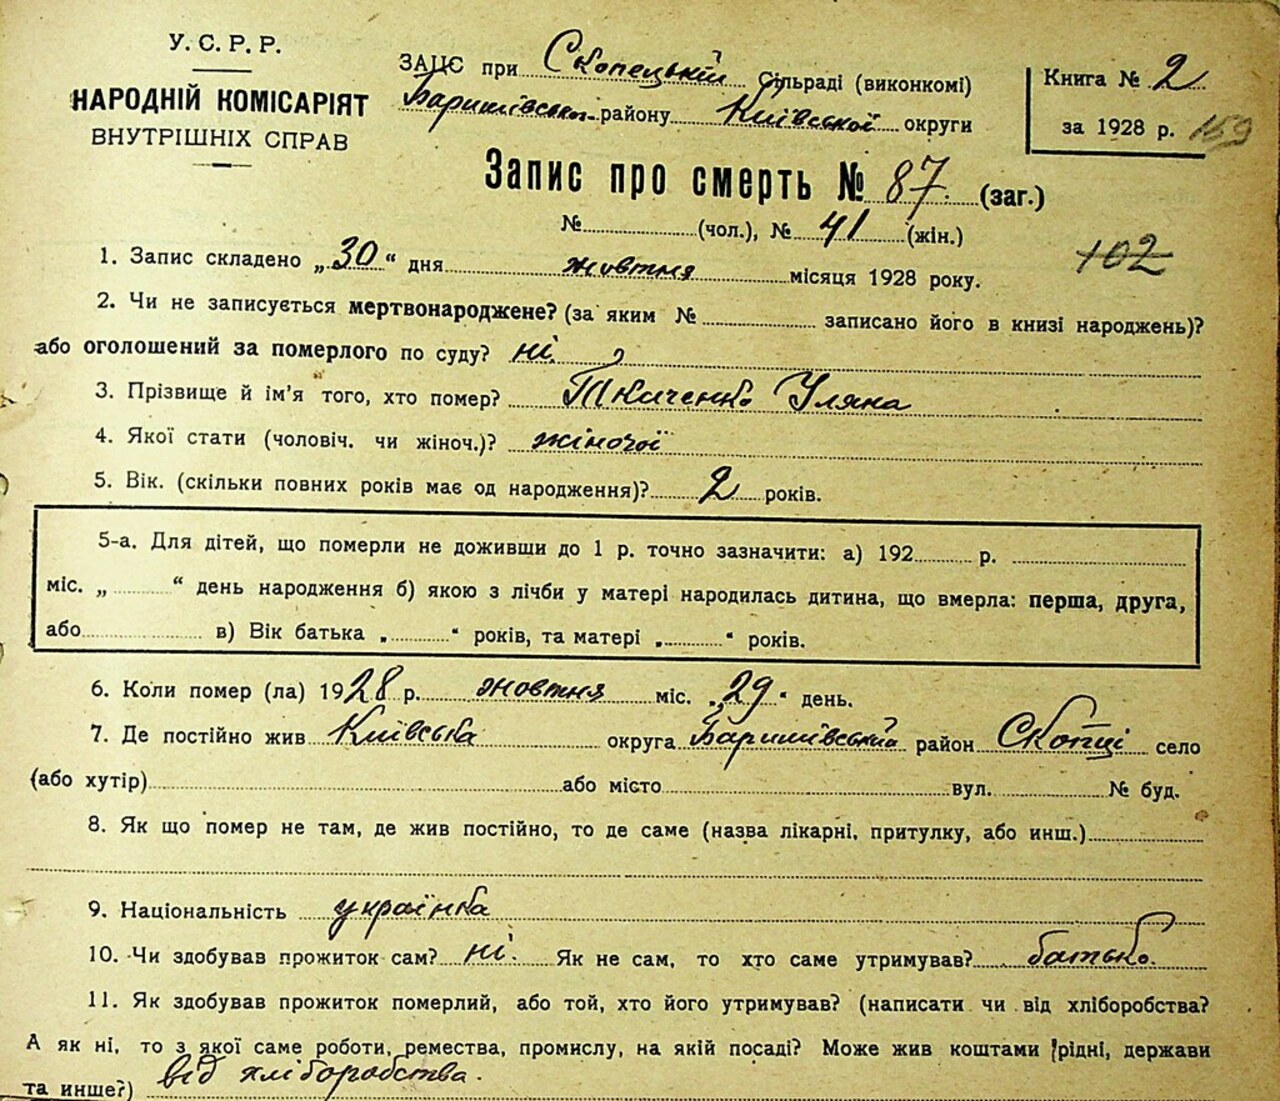 У.С.Р.Р.
НАРОДНІЙ КОМІСАРІЯТ
ВНУТРІШНІХ СПРАВ
ЗАЦС при Скопецькій сільраді (виконкомі)
Баришівського району Київської округи
Книга № 2
за 1928 р. 159
Запис про смерть № 87. (заг.)
№ (чол.), № 41 (жін.)
102
1. Запис складено „30" дня жовтня місяця 1928 року.
2. Чи не записується мертвонароджене? (за яким № записано його в книзі народжень)?
або оголошений за померлого по суду? ні
3. Прізвище й ім'я того, хто помер? Ткаченко Уляна
4. Якої стати (чоловіч. чи жіноч.)? жіночої
5. Вік. (скільки повних років має од народження)? 2 років.
5-а. Для дітей, що померли не доживши до 1 р. точно зазначити: а) 192 р.
міс. „ " день народження б) якою з лічби у матері народилась дитина, що вмерла: перша, друга,
або в) Вік батька „ " років, та матері „ " років.
6. Коли помер (ла) 1928 р. жовтня міс. „29" день.
7. Де постійно жив Київська округа Баришівський район Скопці село
(або хутір) або місто вул. № буд.
8. Як що помер не там, де жив постійно, то де саме (назва лікарні, притулку, або инш.)
9. Національність українка
10. Чи здобував прожиток сам? ні. Як не сам, то хто саме утримував? батько.
11. Як здобував прожиток померлий, або той, хто його утримував? (написати чи від хліборобства?
А як ні, то з якої саме роботи, ремества, промислу, на якій посаді? Може жив коштами рідні, держави
та инше?) від хліборобства.